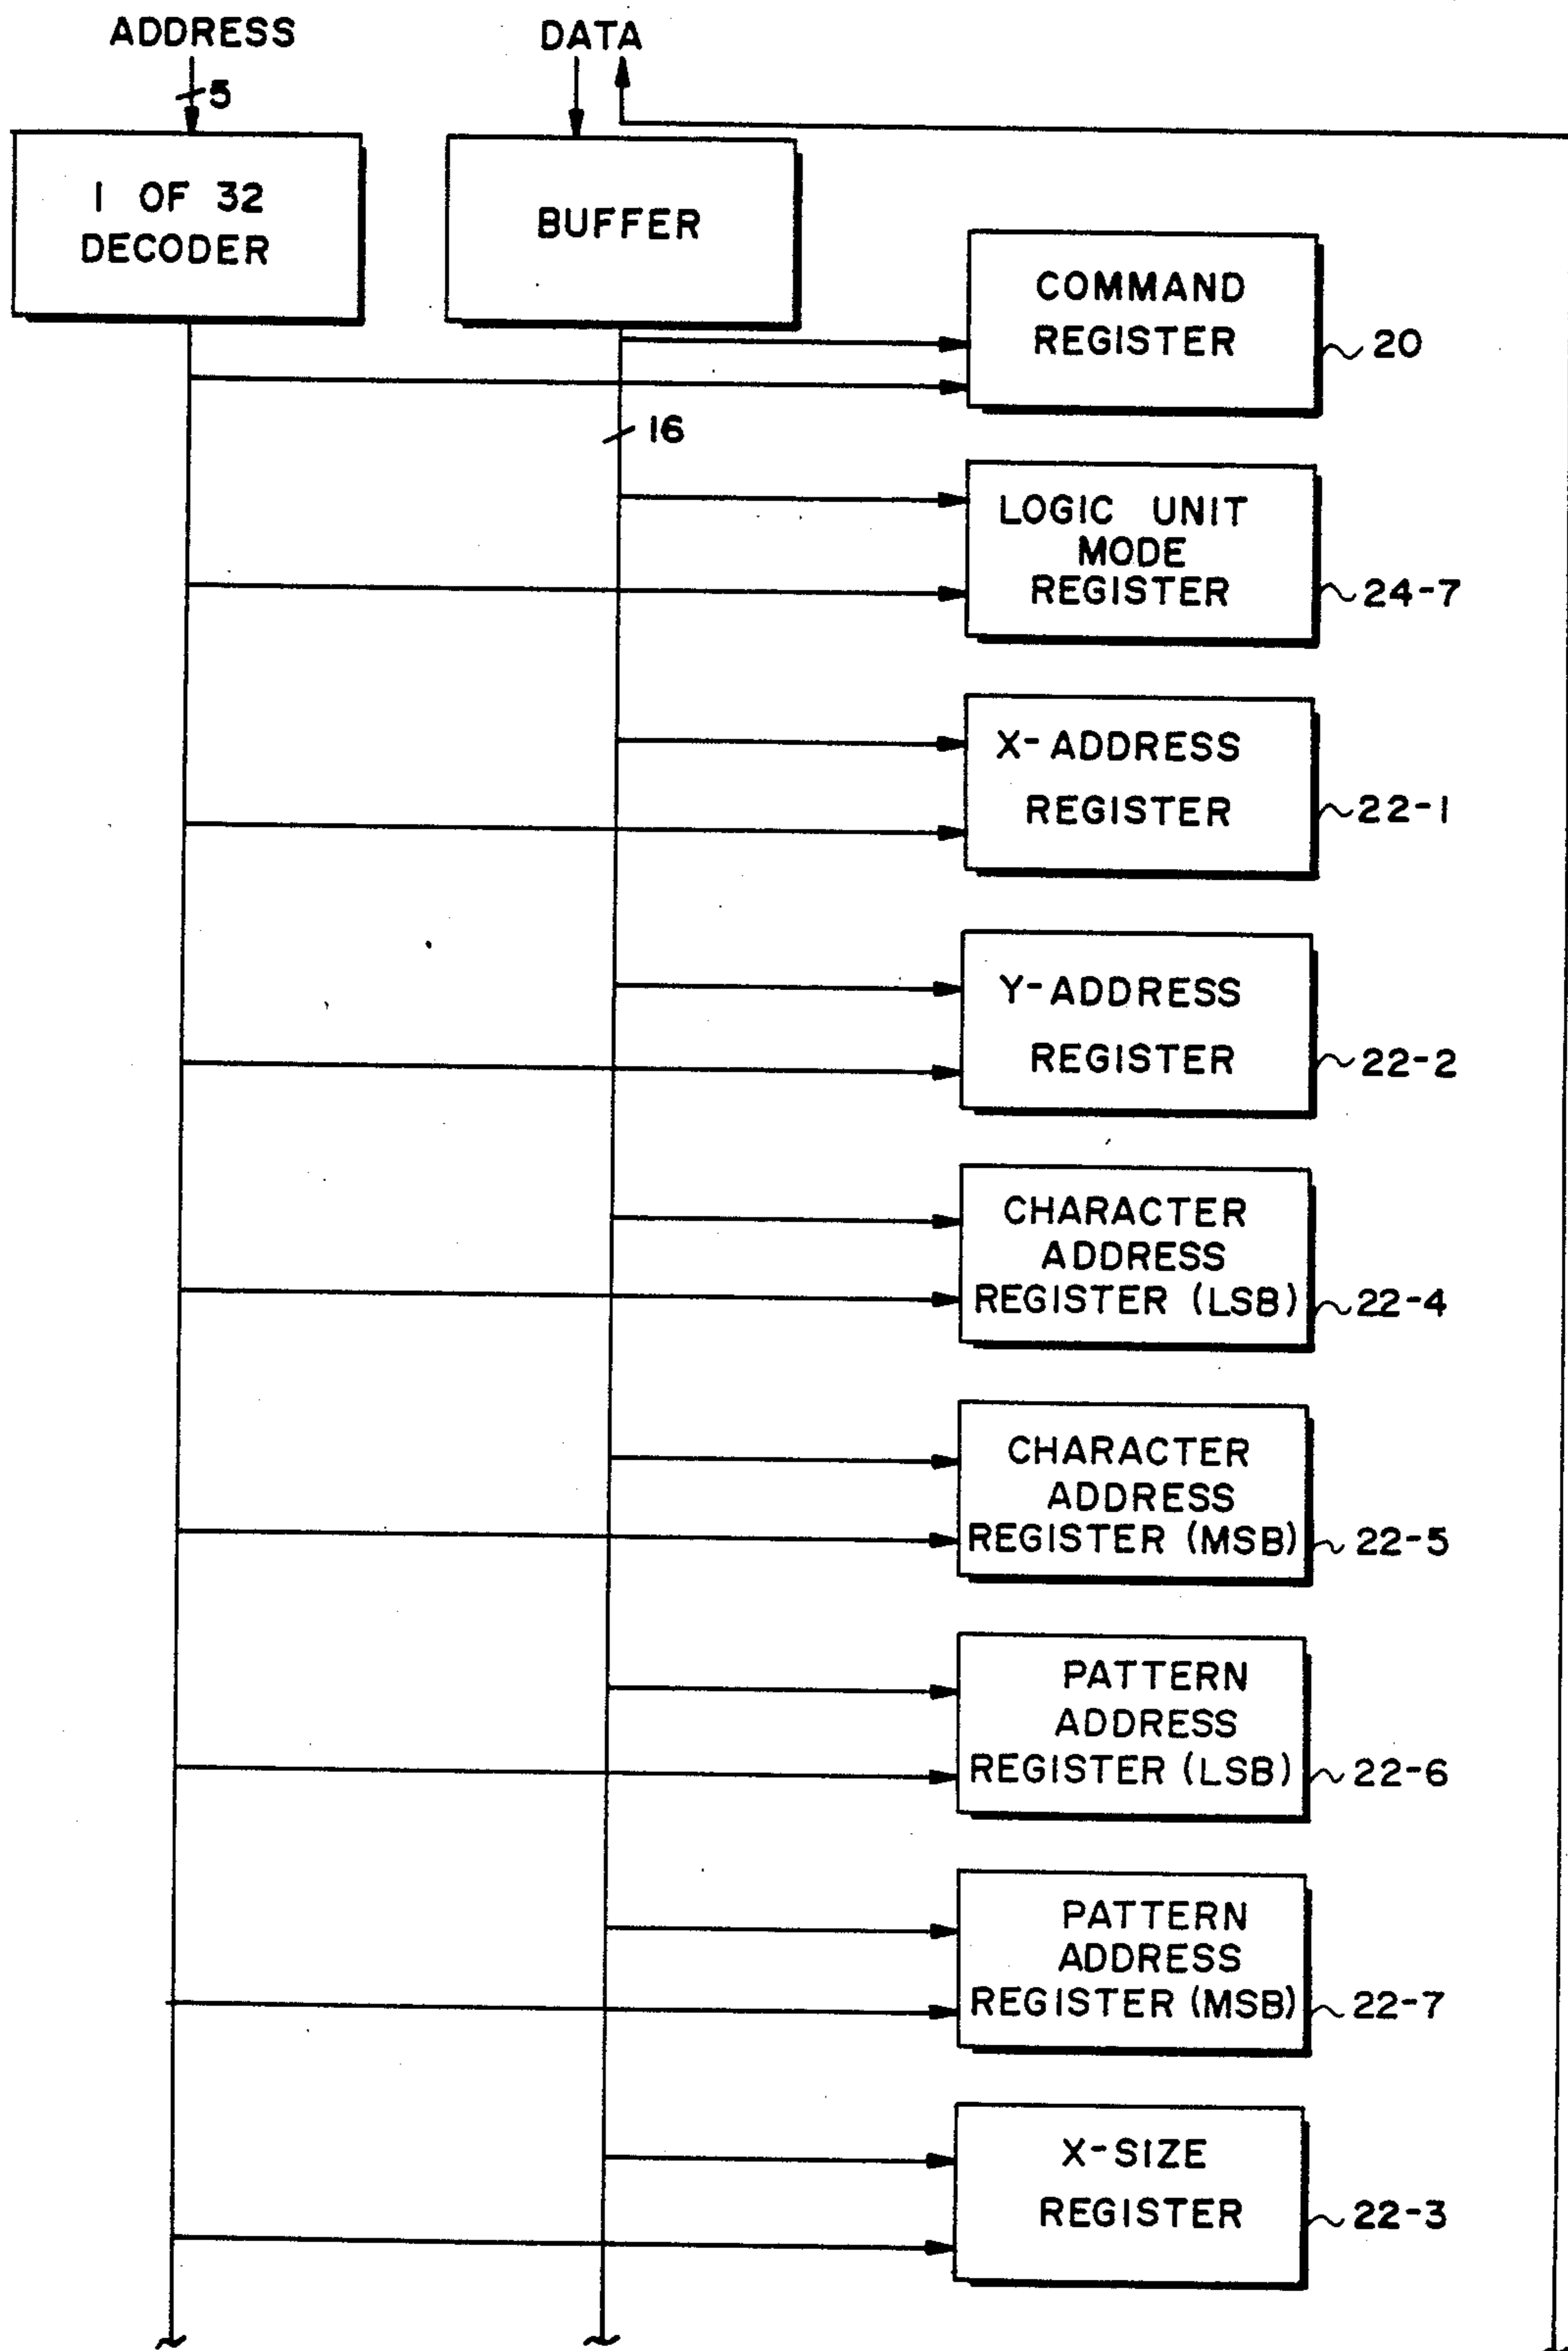 ADDRESS
5
DATA
1 OF 32
DECODER
BUFFER
COMMAND
REGISTER
20
16
LOGIC UNIT
MODE
REGISTER
24-7
X-ADDRESS
REGISTER
22-1
Y-ADDRESS
REGISTER
22-2
CHARACTER
ADDRESS
REGISTER (LSB)
22-4
CHARACTER
ADDRESS
REGISTER (MSB)
22-5
PATTERN
ADDRESS
REGISTER (LSB)
22-6
PATTERN
ADDRESS
REGISTER (MSB)
22-7
X-SIZE
REGISTER
22-3